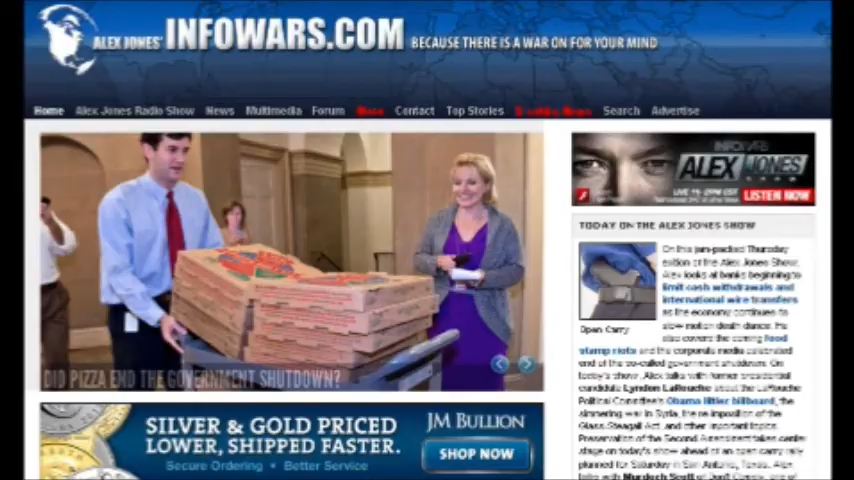 ALEX JONES' INFOWARS.COM BECAUSE THERE IS A WAR ON FOR YOUR MIND
Home Alex Jones Radio Show News Multimedia Forum Store Contact Top Stories Breaking News Search Advertise
INFOWARS
ALEX JONES
LISTEN NOW
DID PIZZA END THE GOVERNMENT SHUTDOWN?
SILVER & GOLD PRICED
LOWER, SHIPPED FASTER.
Secure Ordering • Better Service
JM BULLION
SHOP NOW
TODAY ON THE ALEX JONES SHOW
Open Carry
On this jam-packed Thursday
edition of the Alex Jones Show,
Alex looks at banks beginning to
limit cash withdrawals and
international wire transfers
as the economy continues to
slow motion death dance. He
also covers the coming food
stamp riots and the corporate media celebrated
end of the so-called government shutdown. On
today's show, Alex talks with former presidential
candidate Lyndon LaRouche about the LaRouche
Political Committee's Obama Hitler billboard, the
simmering war in Syria, the re imposition of the
Glass-Steagall Act, and other important topics.
Preservation of the Second Amendment takes center
stage on today's show ahead of an open carry rally
planned for Saturday in San Antonio, Texas. Alex
talks with Murdoch